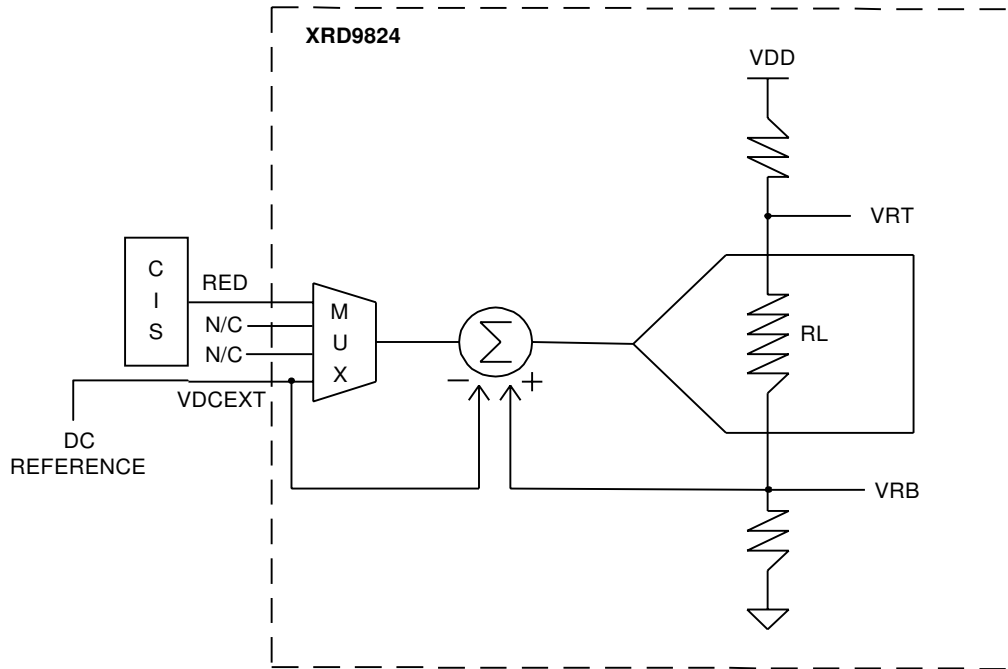 XRD9824
VDD
VRT
C
I
S
RED
N/C
N/C
VDCEXT
M
U
X
Σ
−
+
RL
DC
REFERENCE
VRB